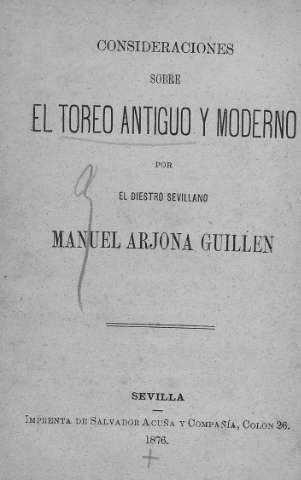 CONSIDERACIONES
SOBRE
EL TOREO ANTIGUO Y MODERNO
POR
EL DIESTRO SEVILLANO
MANUEL ARJONA GUILLEN
SEVILLA
IMPRENTA DE SALVADOR ACUÑA Y COMPAÑÍA, COLON 26.
1876.